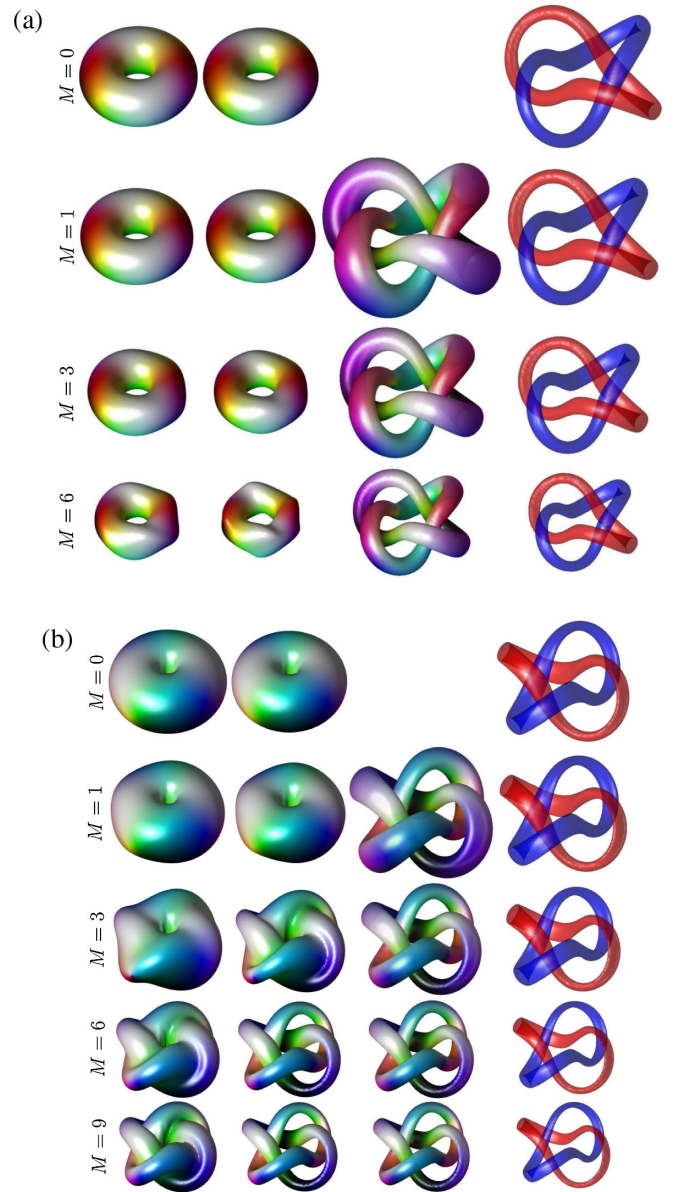 (a)
M = 0
M = 1
M = 3
M = 6
(b)
M = 0
M = 1
M = 3
M = 6
M = 9